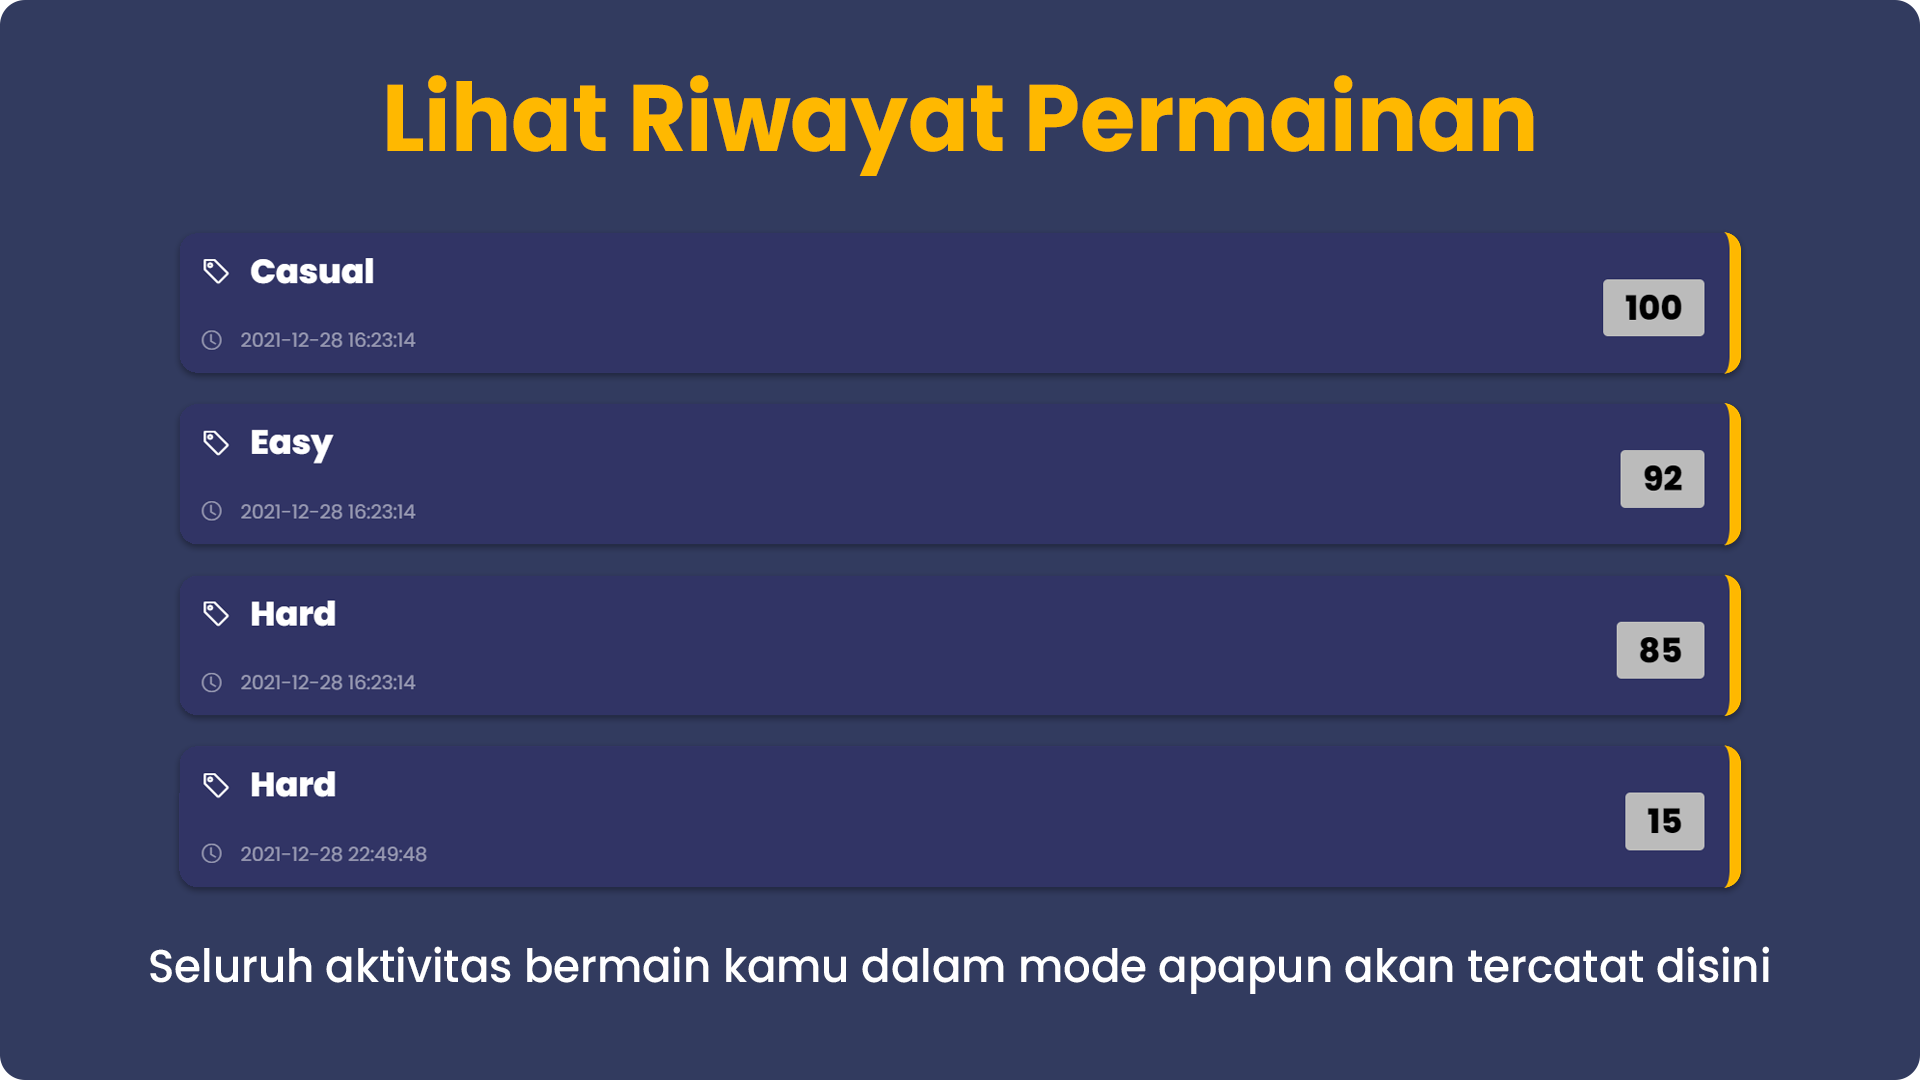 Lihat Riwayat Permainan
Casual
100
2021-12-28 16:23:14
Easy
92
2021-12-28 16:23:14
Hard
85
2021-12-28 16:23:14
Hard
15
2021-12-28 22:49:48
Seluruh aktivitas bermain kamu dalam mode apapun akan tercatat disini